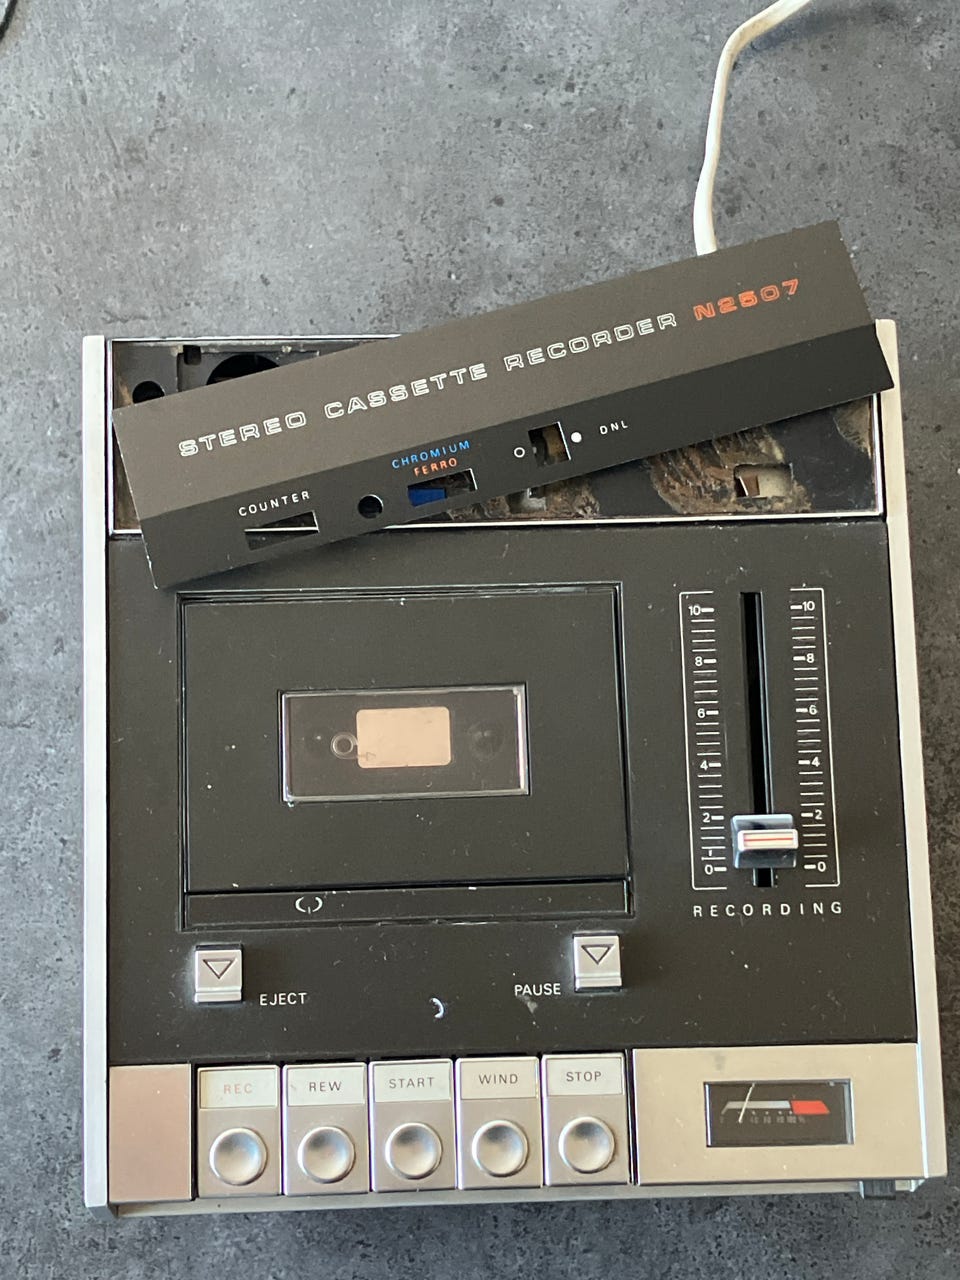 STEREO CASSETTE RECORDER N2507
CHROMIUM
FERRO
DNL
COUNTER
10 10
8 8
6 6
4 4
2 2
1
0 0
RECORDING
EJECT
PAUSE
REC
REW
START
WIND
STOP